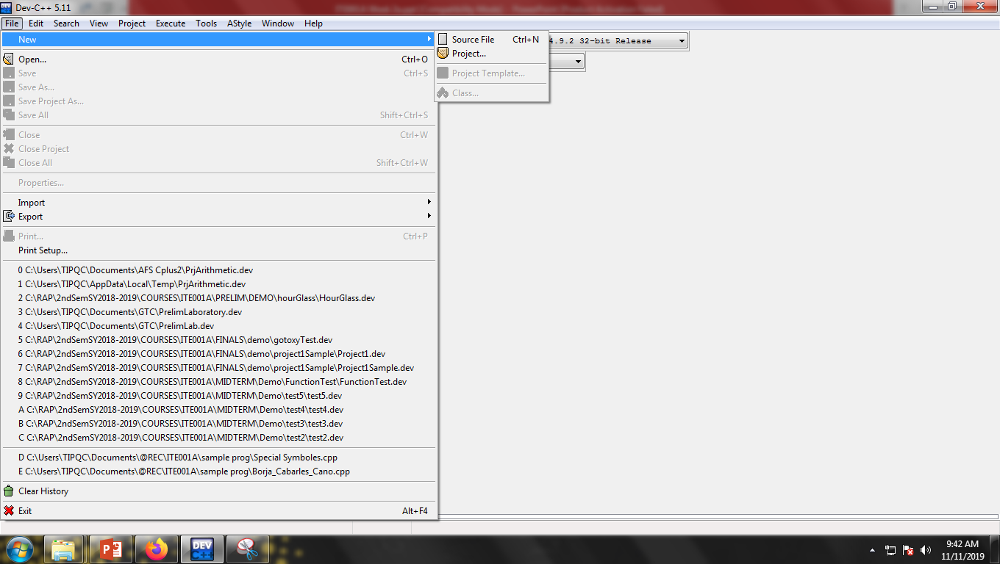 Dev-C++ 5.11
File Edit Search View Project Execute Tools AStyle Window Help
New
Source File Ctrl+N
4.9.2 32-bit Release
Project...
Project Template...
Class...
Open... Ctrl+O
Save Ctrl+S
Save As...
Save Project As...
Save All Shift+Ctrl+S
Close Ctrl+W
Close Project
Close All Shift+Ctrl+W
Properties...
Import
Export
Print... Ctrl+P
Print Setup...
0 C:\Users\TIPQC\Documents\AFS Cplus2\PrjArithmetic.dev
1 C:\Users\TIPQC\AppData\Local\Temp\PrjArithmetic.dev
2 C:\RAP\2ndSemSY2018-2019\COURSES\ITE001A\PRELIM\DEMO\hourGlass\HourGlass.dev
3 C:\Users\TIPQC\Documents\GTC\PrelimLaboratory.dev
4 C:\Users\TIPQC\Documents\GTC\PrelimLab.dev
5 C:\RAP\2ndSemSY2018-2019\COURSES\ITE001A\FINALS\demo\gotoxyTest.dev
6 C:\RAP\2ndSemSY2018-2019\COURSES\ITE001A\FINALS\demo\project1Sample\Project1.dev
7 C:\RAP\2ndSemSY2018-2019\COURSES\ITE001A\FINALS\demo\project1Sample\Project1Sample.dev
8 C:\RAP\2ndSemSY2018-2019\COURSES\ITE001A\MIDTERM\Demo\FunctionTest\FunctionTest.dev
9 C:\RAP\2ndSemSY2018-2019\COURSES\ITE001A\MIDTERM\Demo\test5\test5.dev
A C:\RAP\2ndSemSY2018-2019\COURSES\ITE001A\MIDTERM\Demo\test4\test4.dev
B C:\RAP\2ndSemSY2018-2019\COURSES\ITE001A\MIDTERM\Demo\test3\test3.dev
C C:\RAP\2ndSemSY2018-2019\COURSES\ITE001A\MIDTERM\Demo\test2\test2.dev
D C:\Users\TIPQC\Documents\@REC\ITE001A\sample prog\Special Symboles.cpp
E C:\Users\TIPQC\Documents\@REC\ITE001A\sample prog\Borja_Cabarles_Cano.cpp
Clear History
Exit Alt+F4
DEV
C++
9:42 AM
11/11/2019